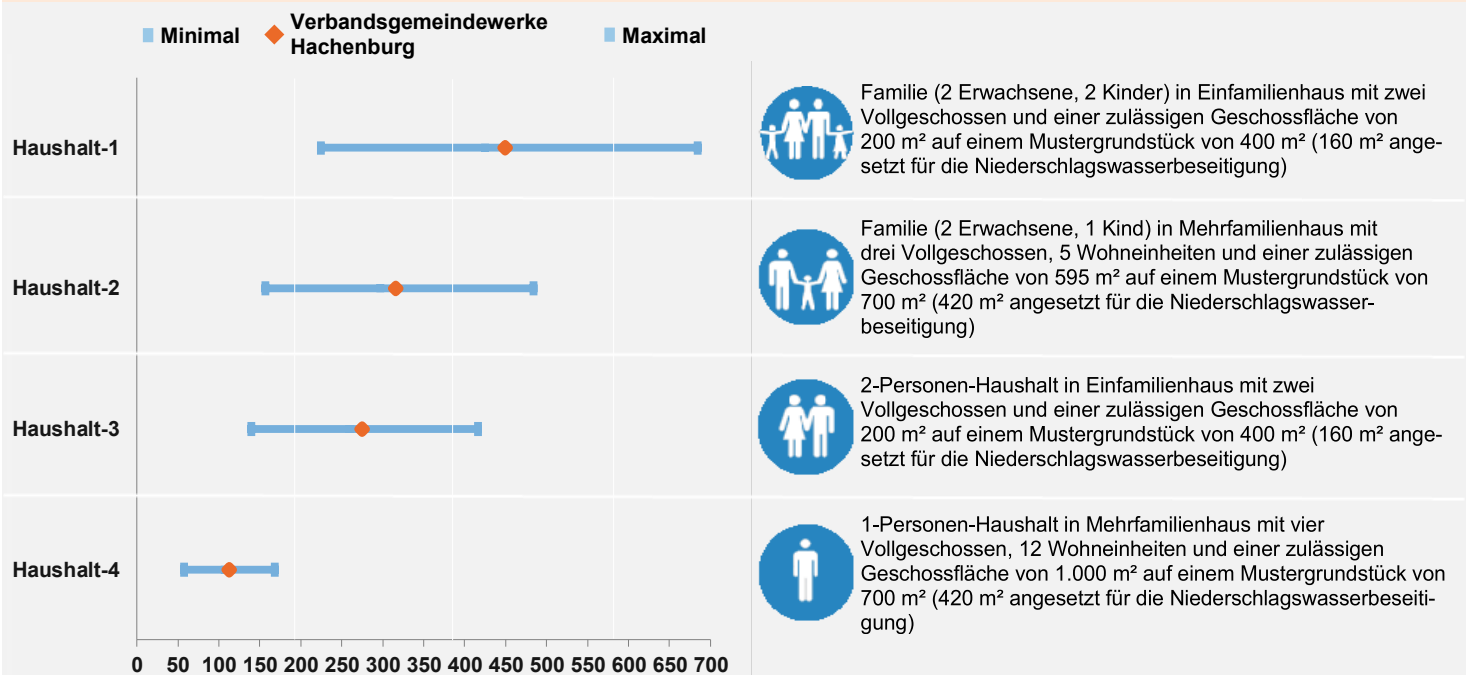 Minimal
Verbandsgemeindewerke
Hachenburg
Maximal
Haushalt-1
Familie (2 Erwachsene, 2 Kinder) in Einfamilienhaus mit zwei
Vollgeschossen und einer zulässigen Geschossfläche von
200 m² auf einem Mustergrundstück von 400 m² (160 m² ange-
setzt für die Niederschlagswasserbeseitigung)
Haushalt-2
Familie (2 Erwachsene, 1 Kind) in Mehrfamilienhaus mit
drei Vollgeschossen, 5 Wohneinheiten und einer zulässigen
Geschossfläche von 595 m² auf einem Mustergrundstück von
700 m² (420 m² angesetzt für die Niederschlagswasser-
beseitigung)
Haushalt-3
2-Personen-Haushalt in Einfamilienhaus mit zwei
Vollgeschossen und einer zulässigen Geschossfläche von
200 m² auf einem Mustergrundstück von 400 m² (160 m² ange-
setzt für die Niederschlagswasserbeseitigung)
Haushalt-4
1-Personen-Haushalt in Mehrfamilienhaus mit vier
Vollgeschossen, 12 Wohneinheiten und einer zulässigen
Geschossfläche von 1.000 m² auf einem Mustergrundstück von
700 m² (420 m² angesetzt für die Niederschlagswasserbeseiti-
gung)
0 50 100 150 200 250 300 350 400 450 500 550 600 650 700